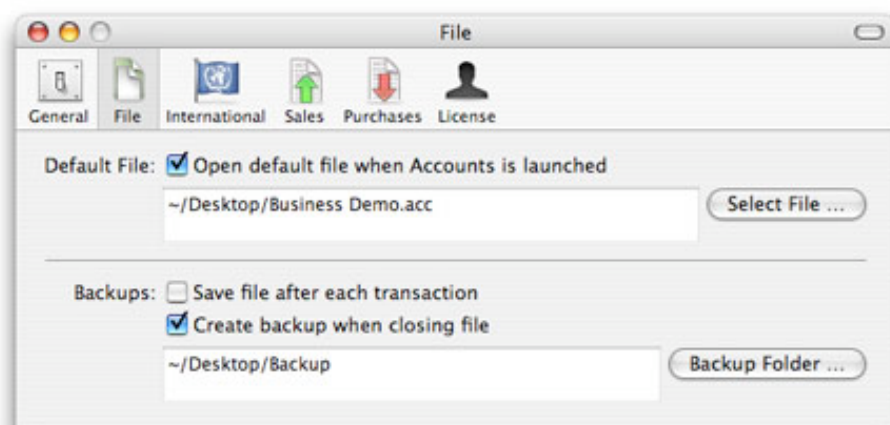 File
General File International Sales Purchases License
Default File: Open default file when Accounts is launched
~/Desktop/Business Demo.acc
Select File ...
Backups: Save file after each transaction
Create backup when closing file
~/Desktop/Backup
Backup Folder ...